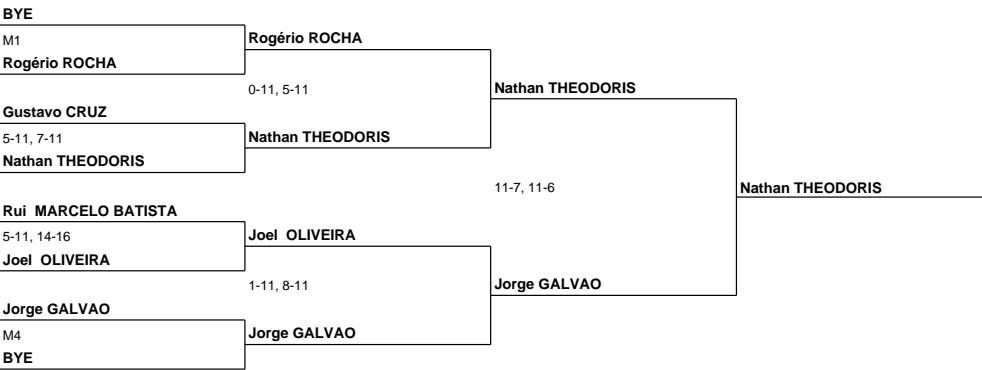 BYE
M1
Rogério ROCHA
Gustavo CRUZ
5-11, 7-11
Nathan THEODORIS
Rui  MARCELO BATISTA
5-11, 14-16
Joel  OLIVEIRA
Jorge GALVAO
M4
BYE
Rogério ROCHA
0-11, 5-11
Nathan THEODORIS
Joel  OLIVEIRA
1-11, 8-11
Jorge GALVAO
Nathan THEODORIS
11-7, 11-6
Jorge GALVAO
Nathan THEODORIS